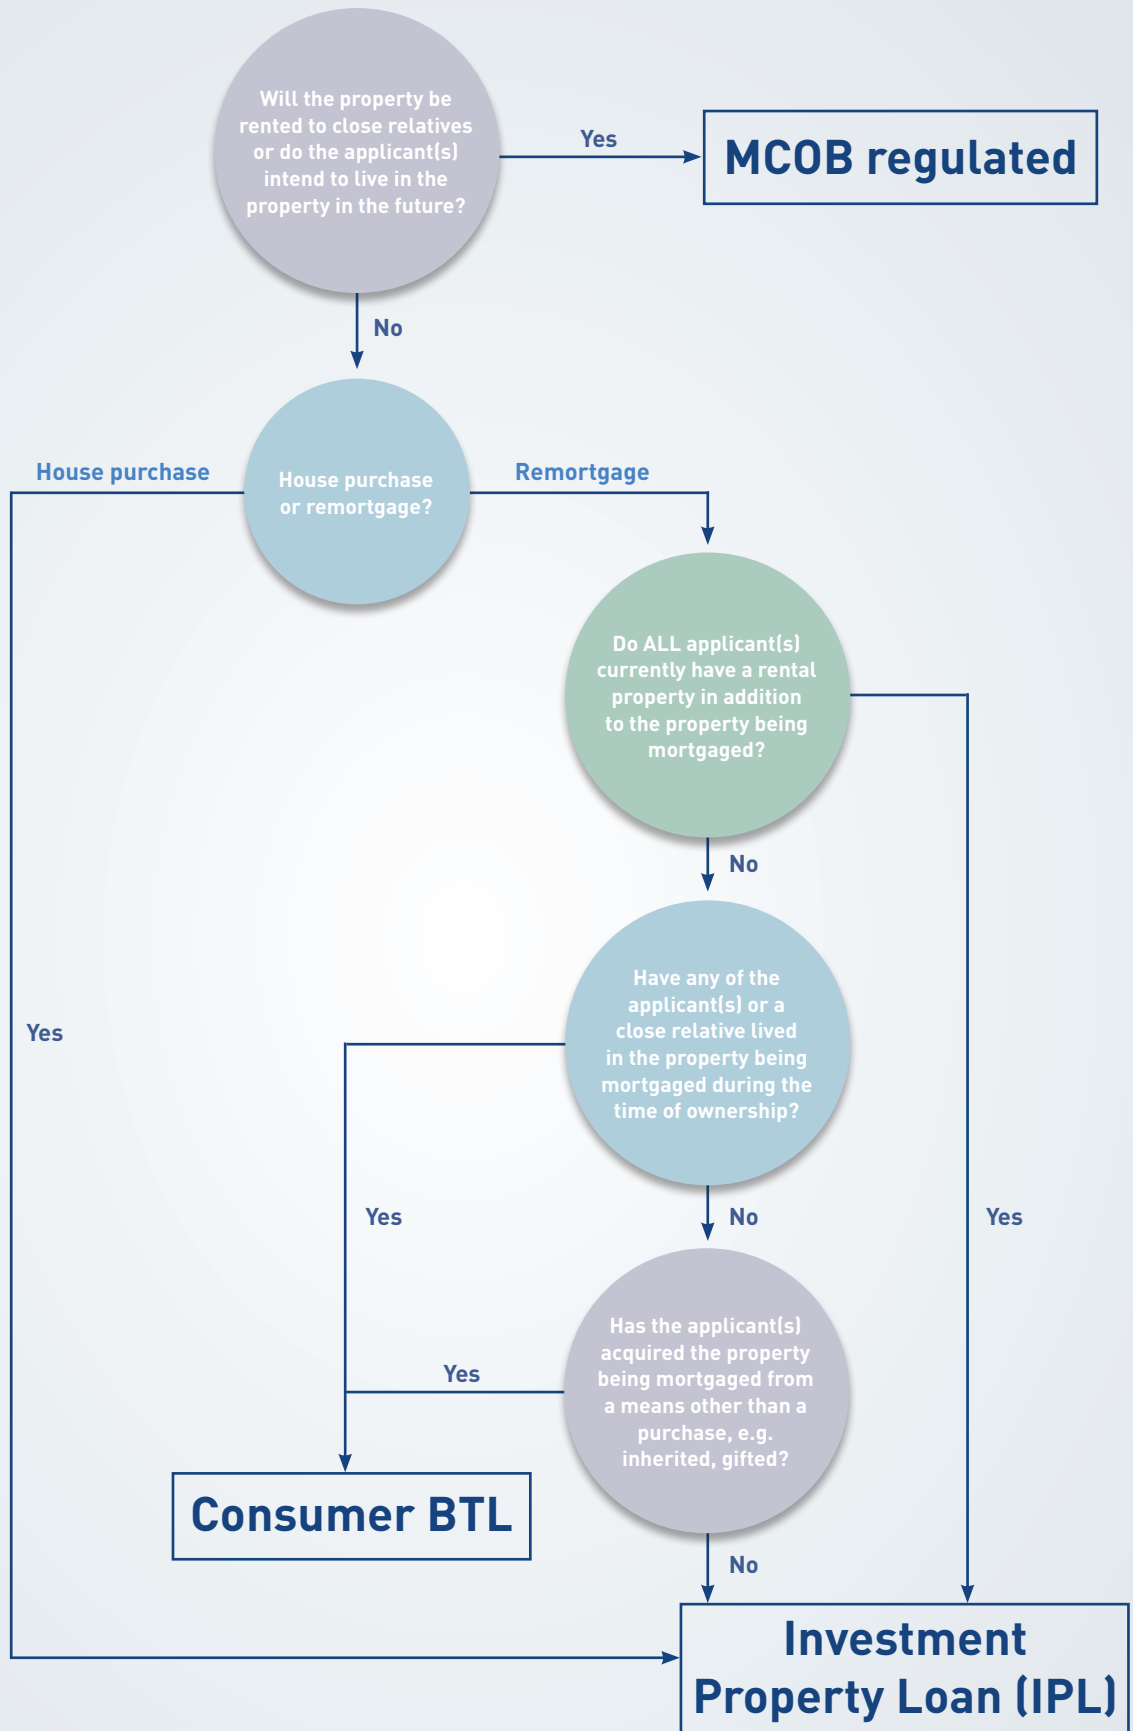 Will the property be
rented to close relatives
or do the applicant(s)
intend to live in the
property in the future?
Yes
MCOB regulated
No
House purchase
House purchase
or remortgage?
Remortgage
Do ALL applicant(s)
currently have a rental
property in addition
to the property being
mortgaged?
No
Have any of the
applicant(s) or a
close relative lived
in the property being
mortgaged during the
time of ownership?
Yes
Yes
No
Yes
Has the applicant(s)
acquired the property
being mortgaged from
a means other than a
purchase, e.g.
inherited, gifted?
Yes
Consumer BTL
No
Investment
Property Loan (IPL)